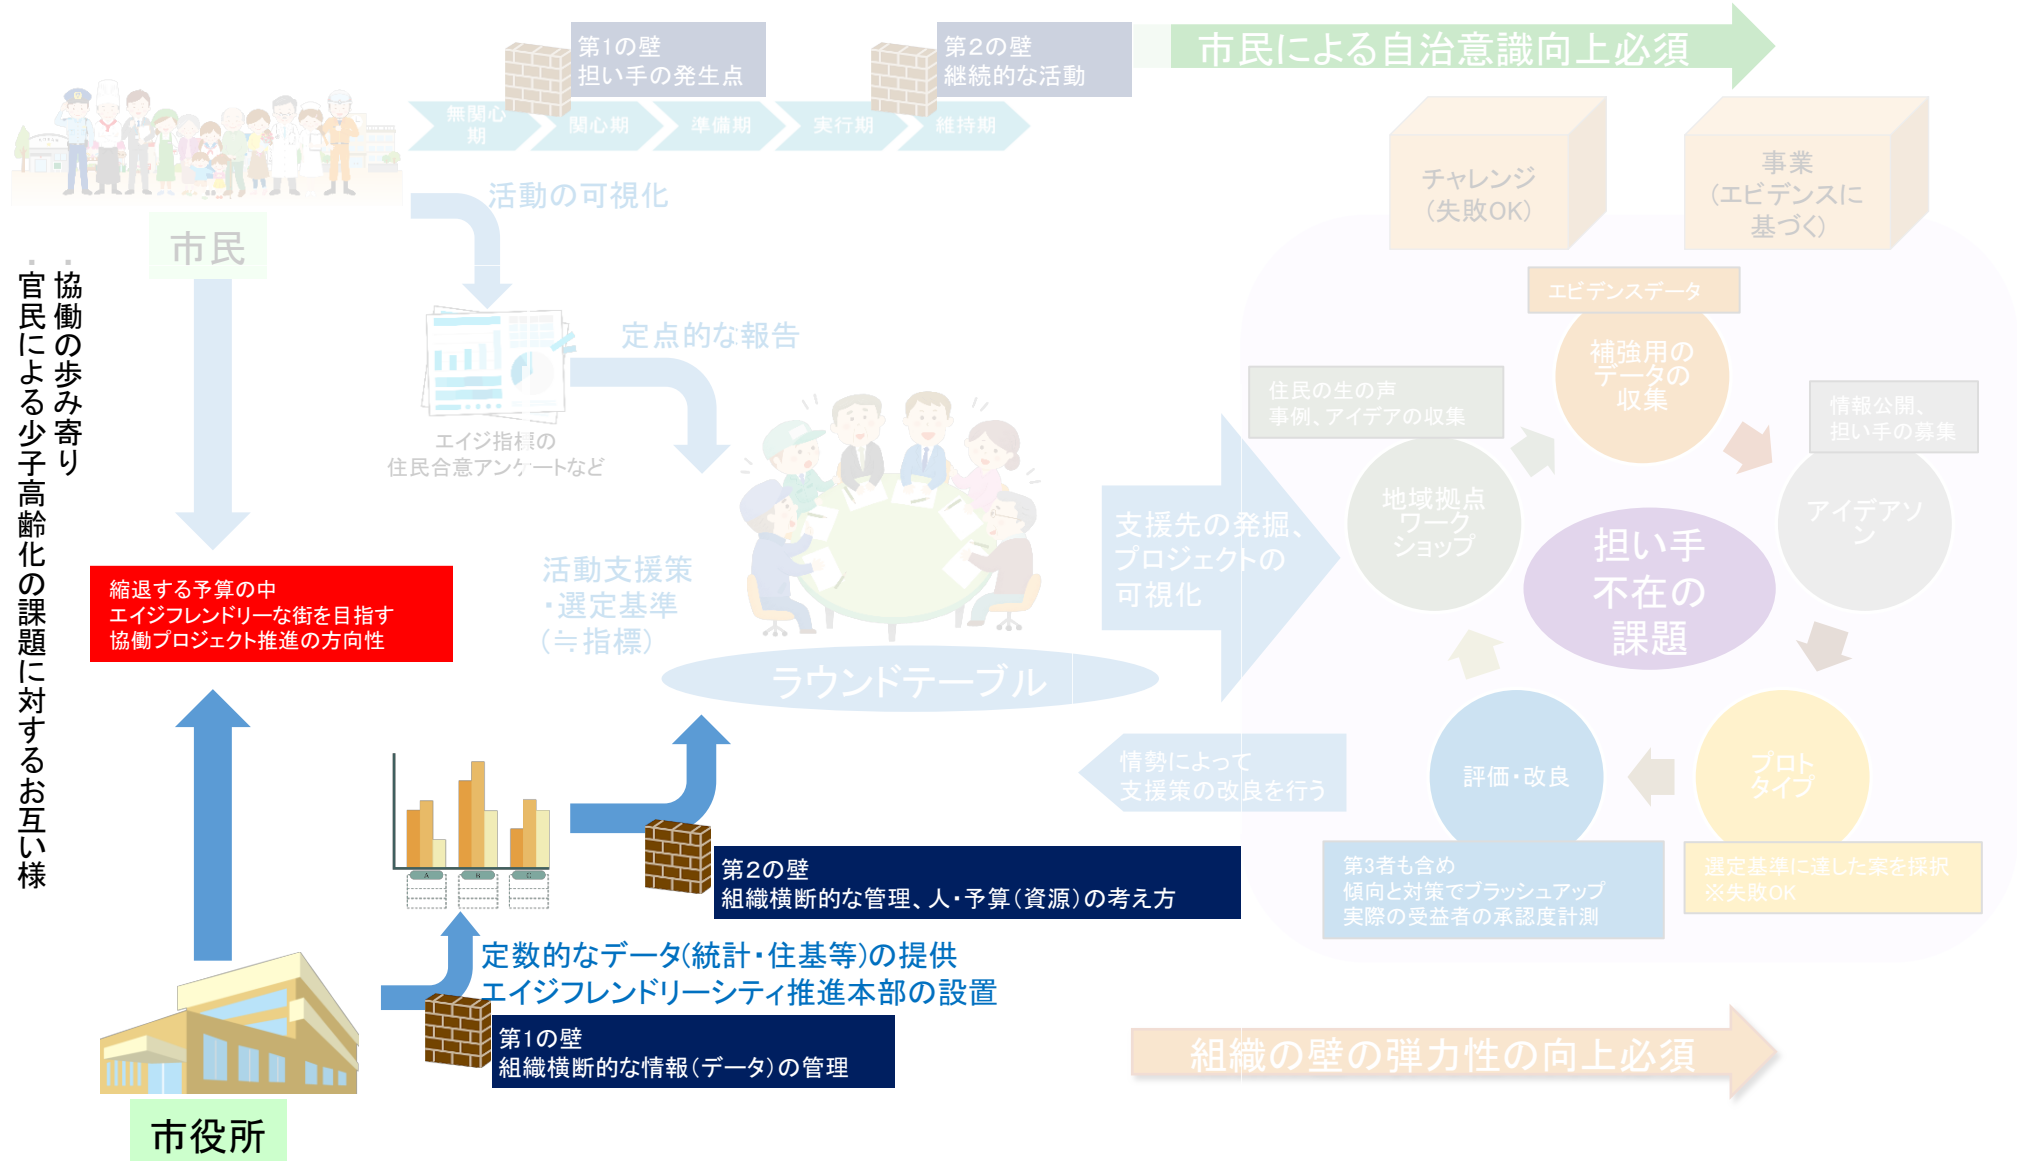 第1の壁
担い手の発生点
第2の壁
継続的な活動
市民による自治意識向上必須
無関心
期
関心期
準備期
実行期
維持期
活動の可視化
市民
・協働の歩み寄り
・官民による少子高齢化の課題に対するお互い様
定点的な報告
エイジ指標の
住民合意アンケートなど
縮退する予算の中
エイジフレンドリーな街を目指す
協働プロジェクト推進の方向性
活動支援策
・選定基準
(≒指標)
ラウンドテーブル
支援先の発掘、
プロジェクトの
可視化
情勢によって
支援策の改良を行う
チャレンジ
(失敗OK)
事業
(エビデンスに
基づく)
エビデンスデータ
補強用の
データの
収集
住民の生の声
事例、アイデアの収集
情報公開、
担い手の募集
地域拠点
ワーク
ショップ
アイデアソ
ン
担い手
不在の
課題
評価・改良
プロト
タイプ
第3者も含め
傾向と対策でブラッシュアップ
実際の受益者の承認度計測
選定基準に達した案を採択
※失敗OK
A
B
C
第2の壁
組織横断的な管理、人・予算(資源)の考え方
定数的なデータ(統計・住基等)の提供
エイジフレンドリーシティ推進本部の設置
第1の壁
組織横断的な情報(データ)の管理
組織の壁の弾力性の向上必須
市役所